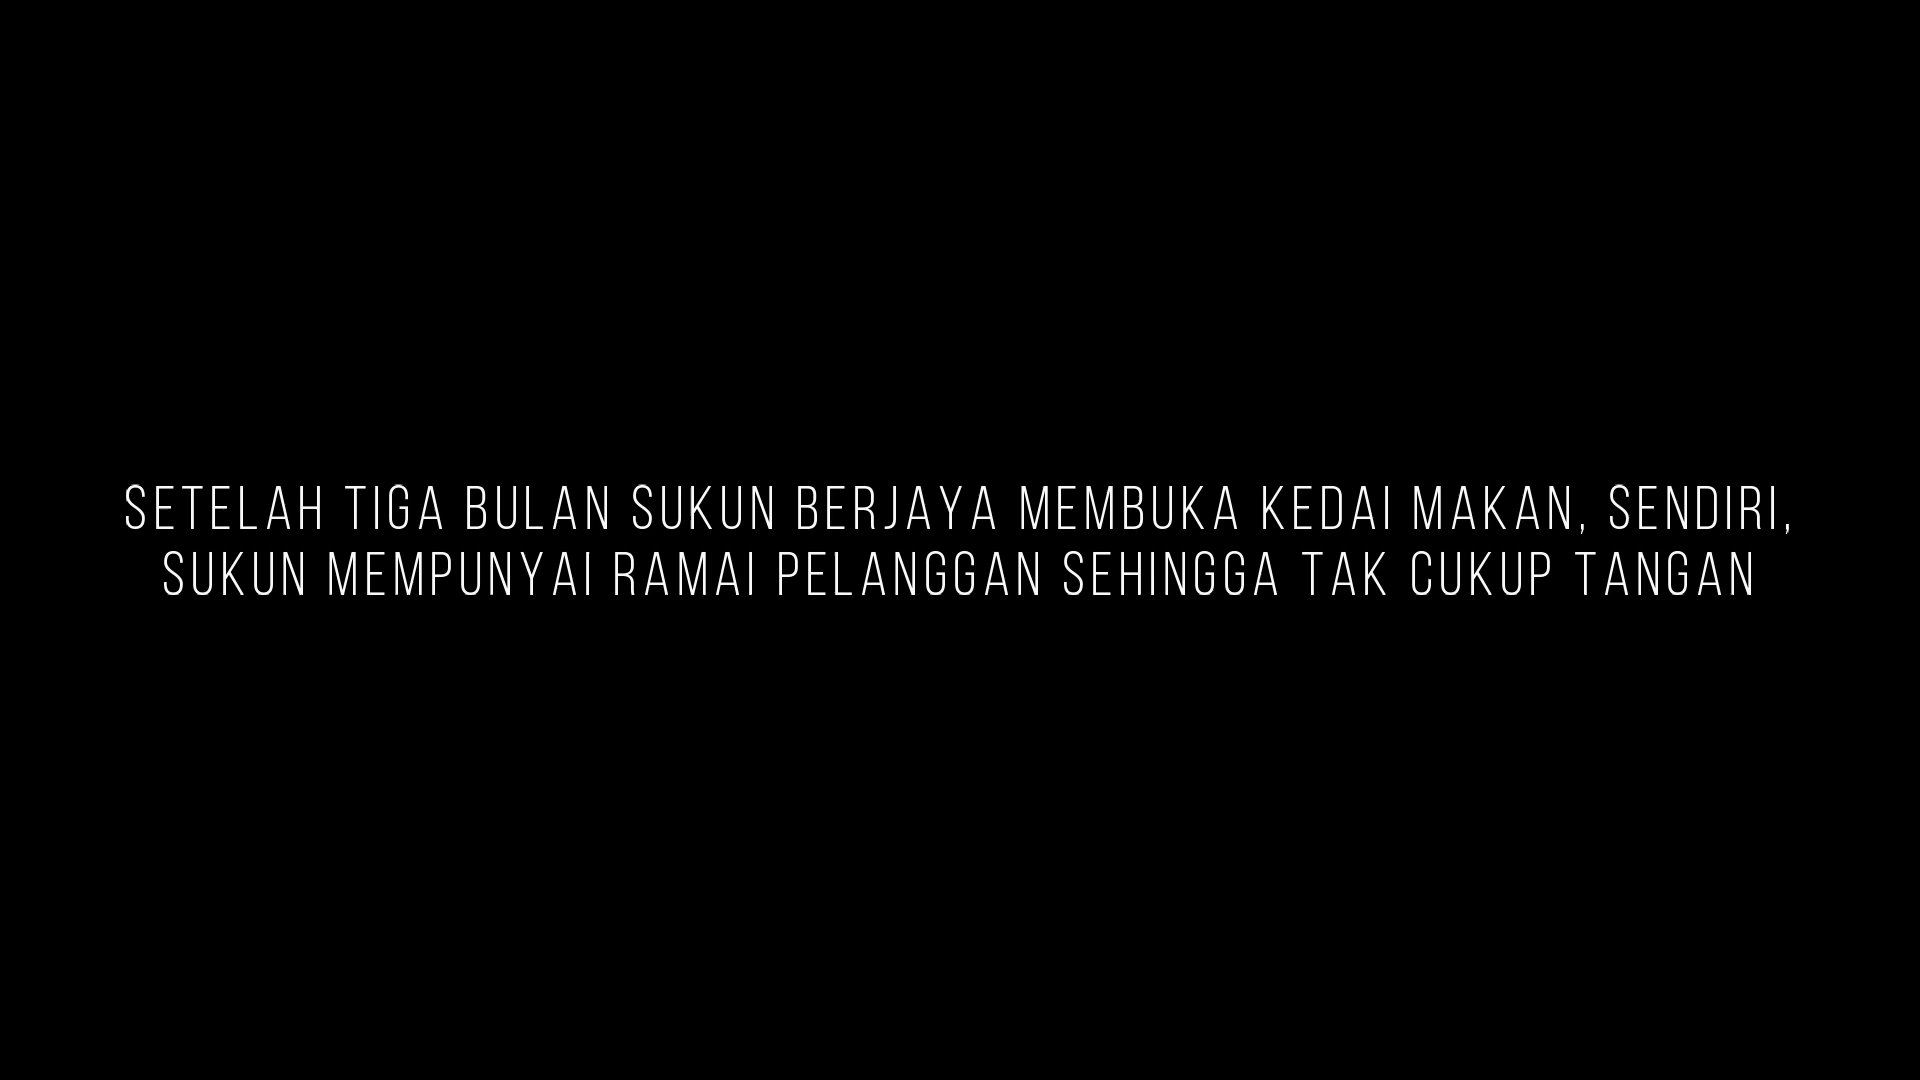 SETELAH TIGA BULAN SUKUN BERJAYA MEMBUKA KEDAI MAKAN, SENDIRI,
SUKUN MEMPUNYAI RAMAI PELANGGAN SEHINGGA TAK CUKUP TANGAN